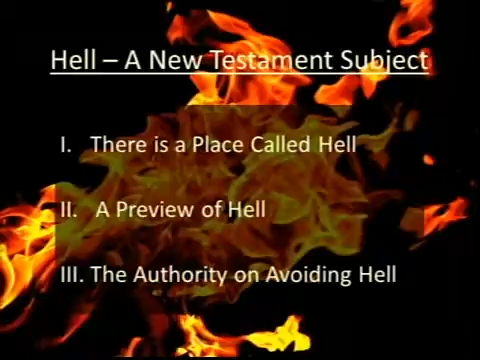 Hell – A New Testament Subject
I. There is a Place Called Hell
II. A Preview of Hell
III. The Authority on Avoiding Hell